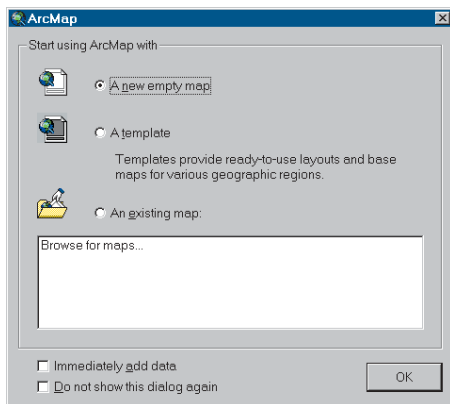 ArcMap
Start using ArcMap with
A new empty map
A template
Templates provide ready-to-use layouts and base
maps for various geographic regions.
An existing map:
Browse for maps...
Immediately add data
Do not show this dialog again
OK